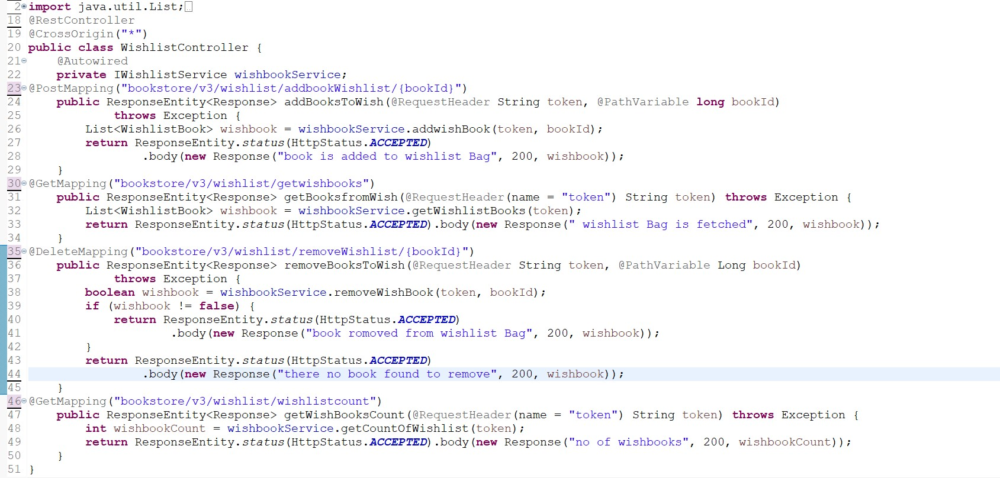 2 import java.util.List;
18 @RestController
19 @CrossOrigin("*")
20 public class WishlistController {
21     @Autowired
22     private IWishlistService wishbookService;
23 @PostMapping("bookstore/v3/wishlist/addbookWishlist/{bookId}")
24     public ResponseEntity<Response> addBooksToWish(@RequestHeader String token, @PathVariable long bookId)
25             throws Exception {
26         List<WishlistBook> wishbook = wishbookService.addwishBook(token, bookId);
27         return ResponseEntity.status(HttpStatus.ACCEPTED)
28                 .body(new Response("book is added to wishlist Bag", 200, wishbook));
29     }
30 @GetMapping("bookstore/v3/wishlist/getwishbooks")
31     public ResponseEntity<Response> getBooksfromWish(@RequestHeader(name = "token") String token) throws Exception {
32         List<WishlistBook> wishbook = wishbookService.getWishlistBooks(token);
33         return ResponseEntity.status(HttpStatus.ACCEPTED).body(new Response(" wishlist Bag is fetched", 200, wishbook));
34     }
35 @DeleteMapping("bookstore/v3/wishlist/removeWishlist/{bookId}")
36     public ResponseEntity<Response> removeBooksToWish(@RequestHeader String token, @PathVariable Long bookId)
37             throws Exception {
38         boolean wishbook = wishbookService.removeWishBook(token, bookId);
39         if (wishbook != false) {
40             return ResponseEntity.status(HttpStatus.ACCEPTED)
41                     .body(new Response("book romoved from wishlist Bag", 200, wishbook));
42         }
43         return ResponseEntity.status(HttpStatus.ACCEPTED)
44                 .body(new Response("there no book found to remove", 200, wishbook));
45     }
46 @GetMapping("bookstore/v3/wishlist/wishlistcount")
47     public ResponseEntity<Response> getWishBooksCount(@RequestHeader(name = "token") String token) throws Exception {
48         int wishbookCount = wishbookService.getCountOfWishlist(token);
49         return ResponseEntity.status(HttpStatus.ACCEPTED).body(new Response("no of wishbooks", 200, wishbookCount));
50     }
51 }